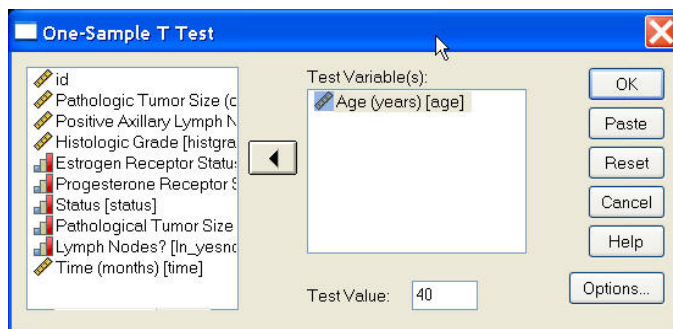 One-Sample T Test
id
Pathologic Tumor Size (c
Positive Axillary Lymph N
Histologic Grade [histgra
Estrogen Receptor Statu
Progesterone Receptor S
Status [status]
Pathological Tumor Size
Lymph Nodes? [ln_yesno
Time (months) [time]
Test Variable(s):
Age (years) [age]
Test Value: 40
OK
Paste
Reset
Cancel
Help
Options...